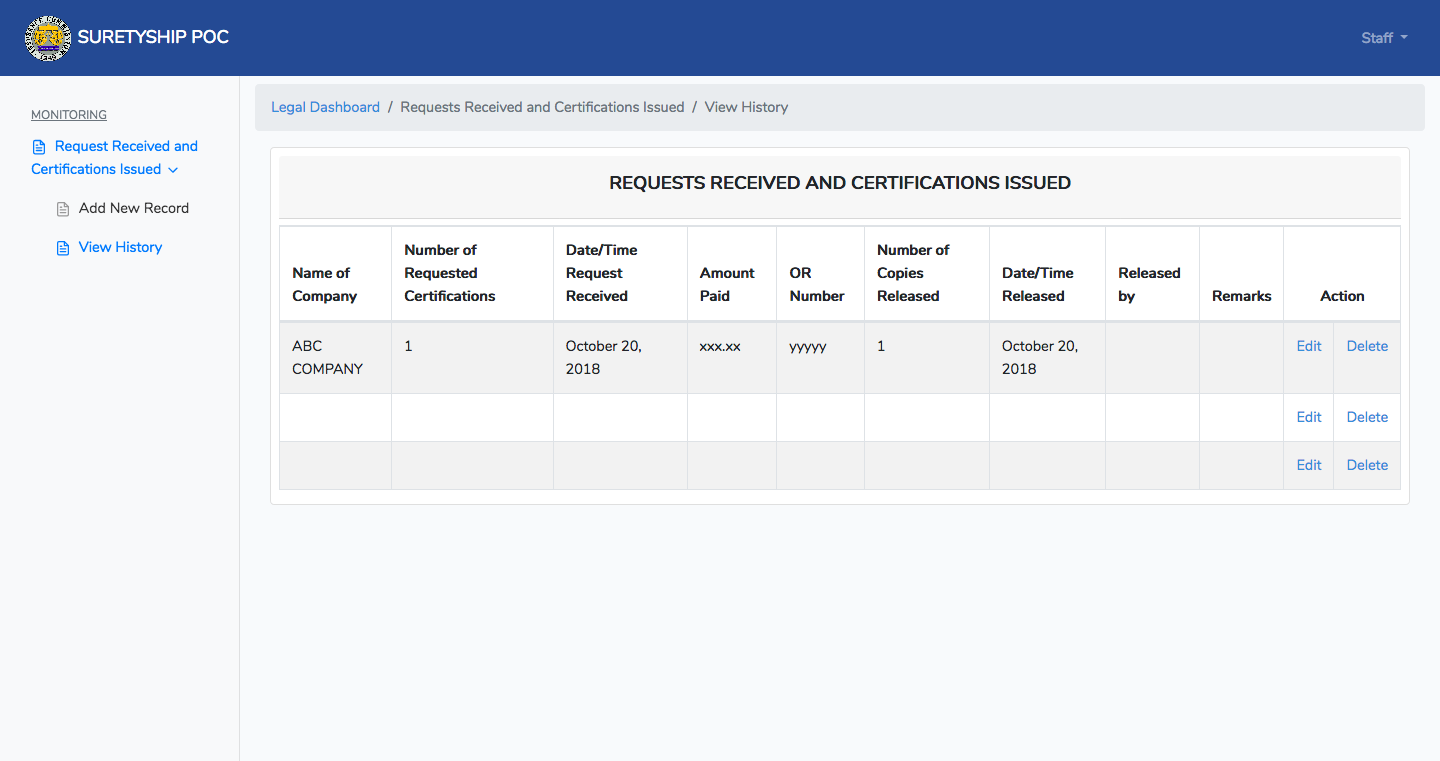 SURETYSHIP POC
Staff
MONITORING
Request Received and
Certifications Issued
Add New Record
View History
Legal Dashboard / Requests Received and Certifications Issued / View History
REQUESTS RECEIVED AND CERTIFICATIONS ISSUED
Name of
Company
Number of
Requested
Certifications
Date/Time
Request
Received
Amount
Paid
OR
Number
Number of
Copies
Released
Date/Time
Released
Released
by
Remarks
Action
ABC
COMPANY
1
October 20,
2018
xxx.xx
yyyyy
1
October 20,
2018
Edit
Delete
Edit
Delete
Edit
Delete